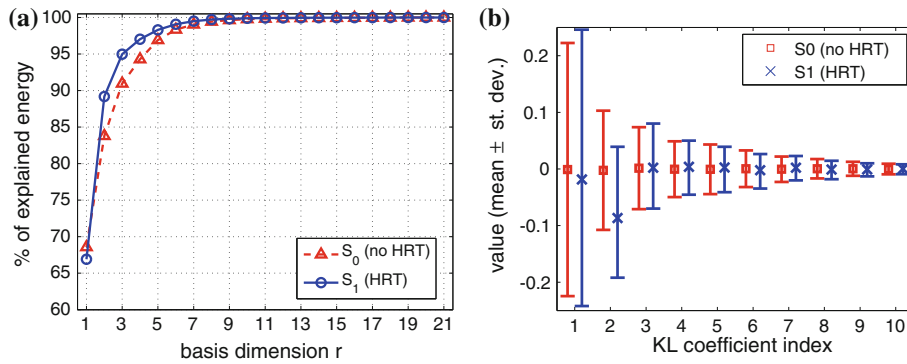 (a)
% of explained energy
100
95
90
85
80
75
70
65
60
1 3 5 7 9 11 13 15 17 19 21
basis dimension r
S0 (no HRT)
S1 (HRT)
(b)
value (mean ± st. dev.)
0.2
0.1
0
-0.1
-0.2
1 2 3 4 5 6 7 8 9 10
KL coefficient index
S0 (no HRT)
S1 (HRT)